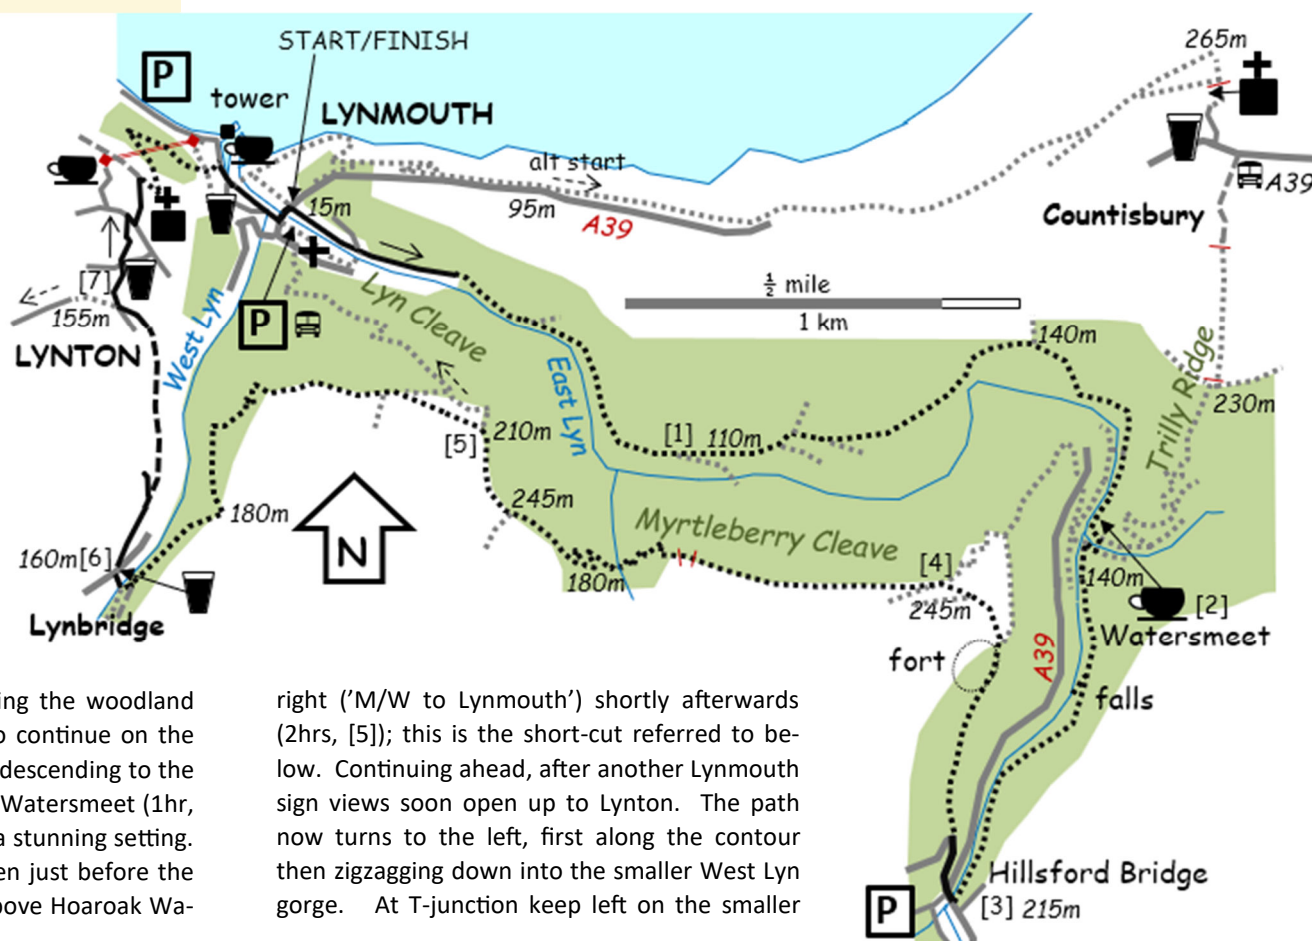 265m
START/FINISH
P
tower
LYNMOUTH
alt start
A39
15m
95m
A39
Countisbury
[7]
155m
Lyn Cleave
½ mile
P
1 km
LYNTON
West Lyn
140m
East Lyn
Trilly Ridge
230m
[1] 110m
210m
[5]
245m
180m
Myrtleberry Cleave
N
160m[6]
[4]
180m
140m
245m
[2]
Lynbridge
Watersmeet
fort
A39
falls
Hillsford Bridge
P
[3] 215m
ing the woodland
o continue on the
descending to the
Watersmeet (1hr,
a stunning setting.
en just before the
bove Hoaroak Wa-
right ('M/W to Lynmouth') shortly afterwards
(2hrs, [5]); this is the short-cut referred to be-
low. Continuing ahead, after another Lynmouth
sign views soon open up to Lynton. The path
now turns to the left, first along the contour
then zigzagging down into the smaller West Lyn
gorge. At T-junction keep left on the smaller